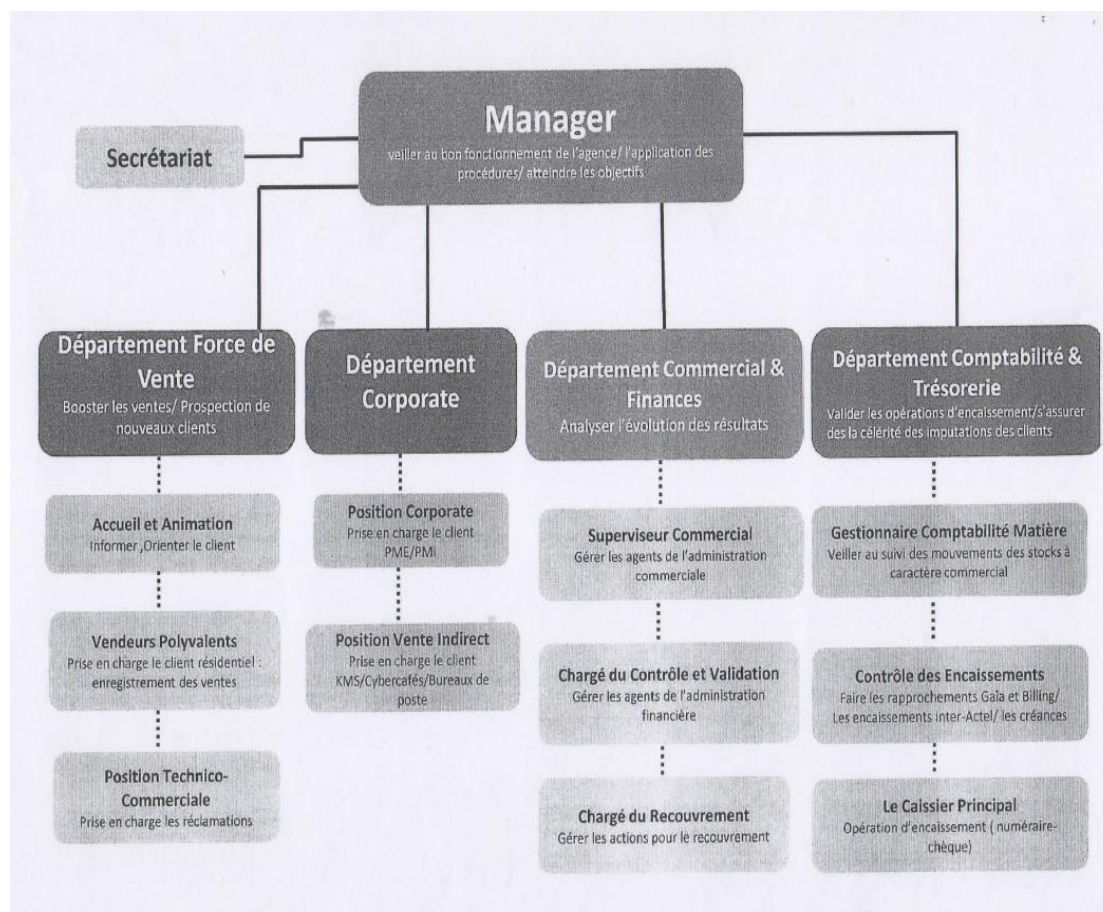 Manager
veiller au bon fonctionnement de l'agence/ l'application des
procédures/ atteindre les objectifs
Secrétariat
Département Force de
Vente
Booster les ventes/ Prospection de
nouveaux clients
Accueil et Animation
Informer ,Orienter le client
Vendeurs Polyvalents
Prise en charge le client résidentiel :
enregistrement des ventes
Position Technico-
Commerciale
Prise en charge les réclamations
Département
Corporate
Position Corporate
Prise en charge le client
PME/PMI
Position Vente Indirect
Prise en charge le client
KMS/Cybercafés/Bureaux de
poste
Département Commercial &
Finances
Analyser l'évolution des résultats
Superviseur Commercial
Gérer les agents de l'administration
commerciale
Chargé du Contrôle et Validation
Gérer les agents de l'administration
financière
Chargé du Recouvrement
Gérer les actions pour le recouvrement
Département Comptabilité &
Trésorerie
Valider les opérations d'encaissement/s'assurer
des la célérité des imputations des clients
Gestionnaire Comptabilité Matière
Veiller au suivi des mouvements des stocks à
caractère commercial
Contrôle des Encaissements
Faire les rapprochements Gaïa et Billing/
Les encaissements Inter-Actel/ les créances
Le Caissier Principal
Opération d'encaissement ( numéraire-
chèque)